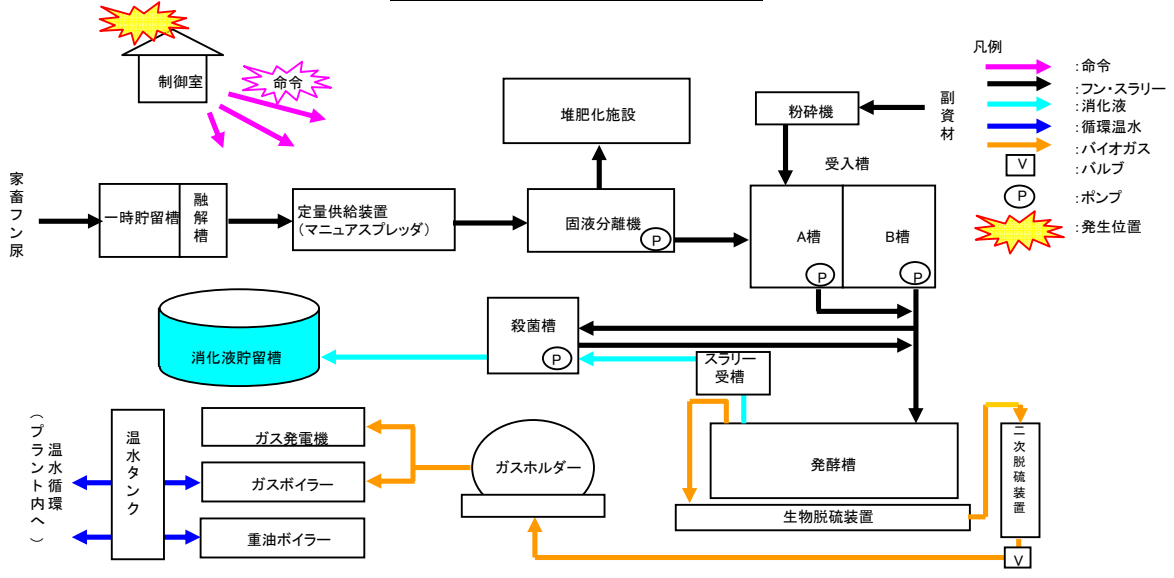 制御室
命令
凡例
:命令
:フン・スラリー
:消化液
:循環温水
:バイオガス
V
:バルブ
P
:ポンプ
:発生位置
堆肥化施設
粉砕機
副資材
受入槽
家畜フン尿
一時貯留槽
融解槽
定量供給装置
(マニュアスプレッダ)
固液分離機
P
A槽
B槽
P
P
消化液貯留槽
殺菌槽
P
スラリー
受槽
温水循環
(プラント内へ)
温水タンク
ガス発電機
ガスボイラー
重油ボイラー
ガスホルダー
発酵槽
生物脱硫装置
二次脱硫装置
V